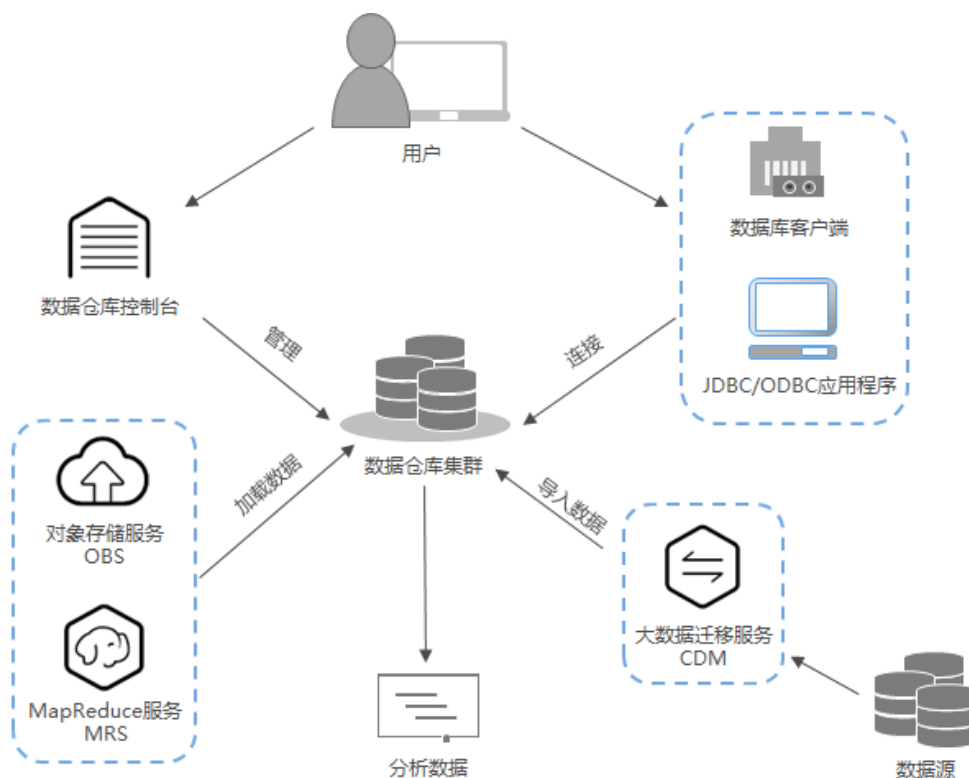 用户
数据库客户端
数据仓库控制台
管理
连接
JDBC/ODBC应用程序
数据仓库集群
加载数据
导入数据
对象存储服务
OBS
大数据迁移服务
CDM
MapReduce服务
MRS
分析数据
数据源